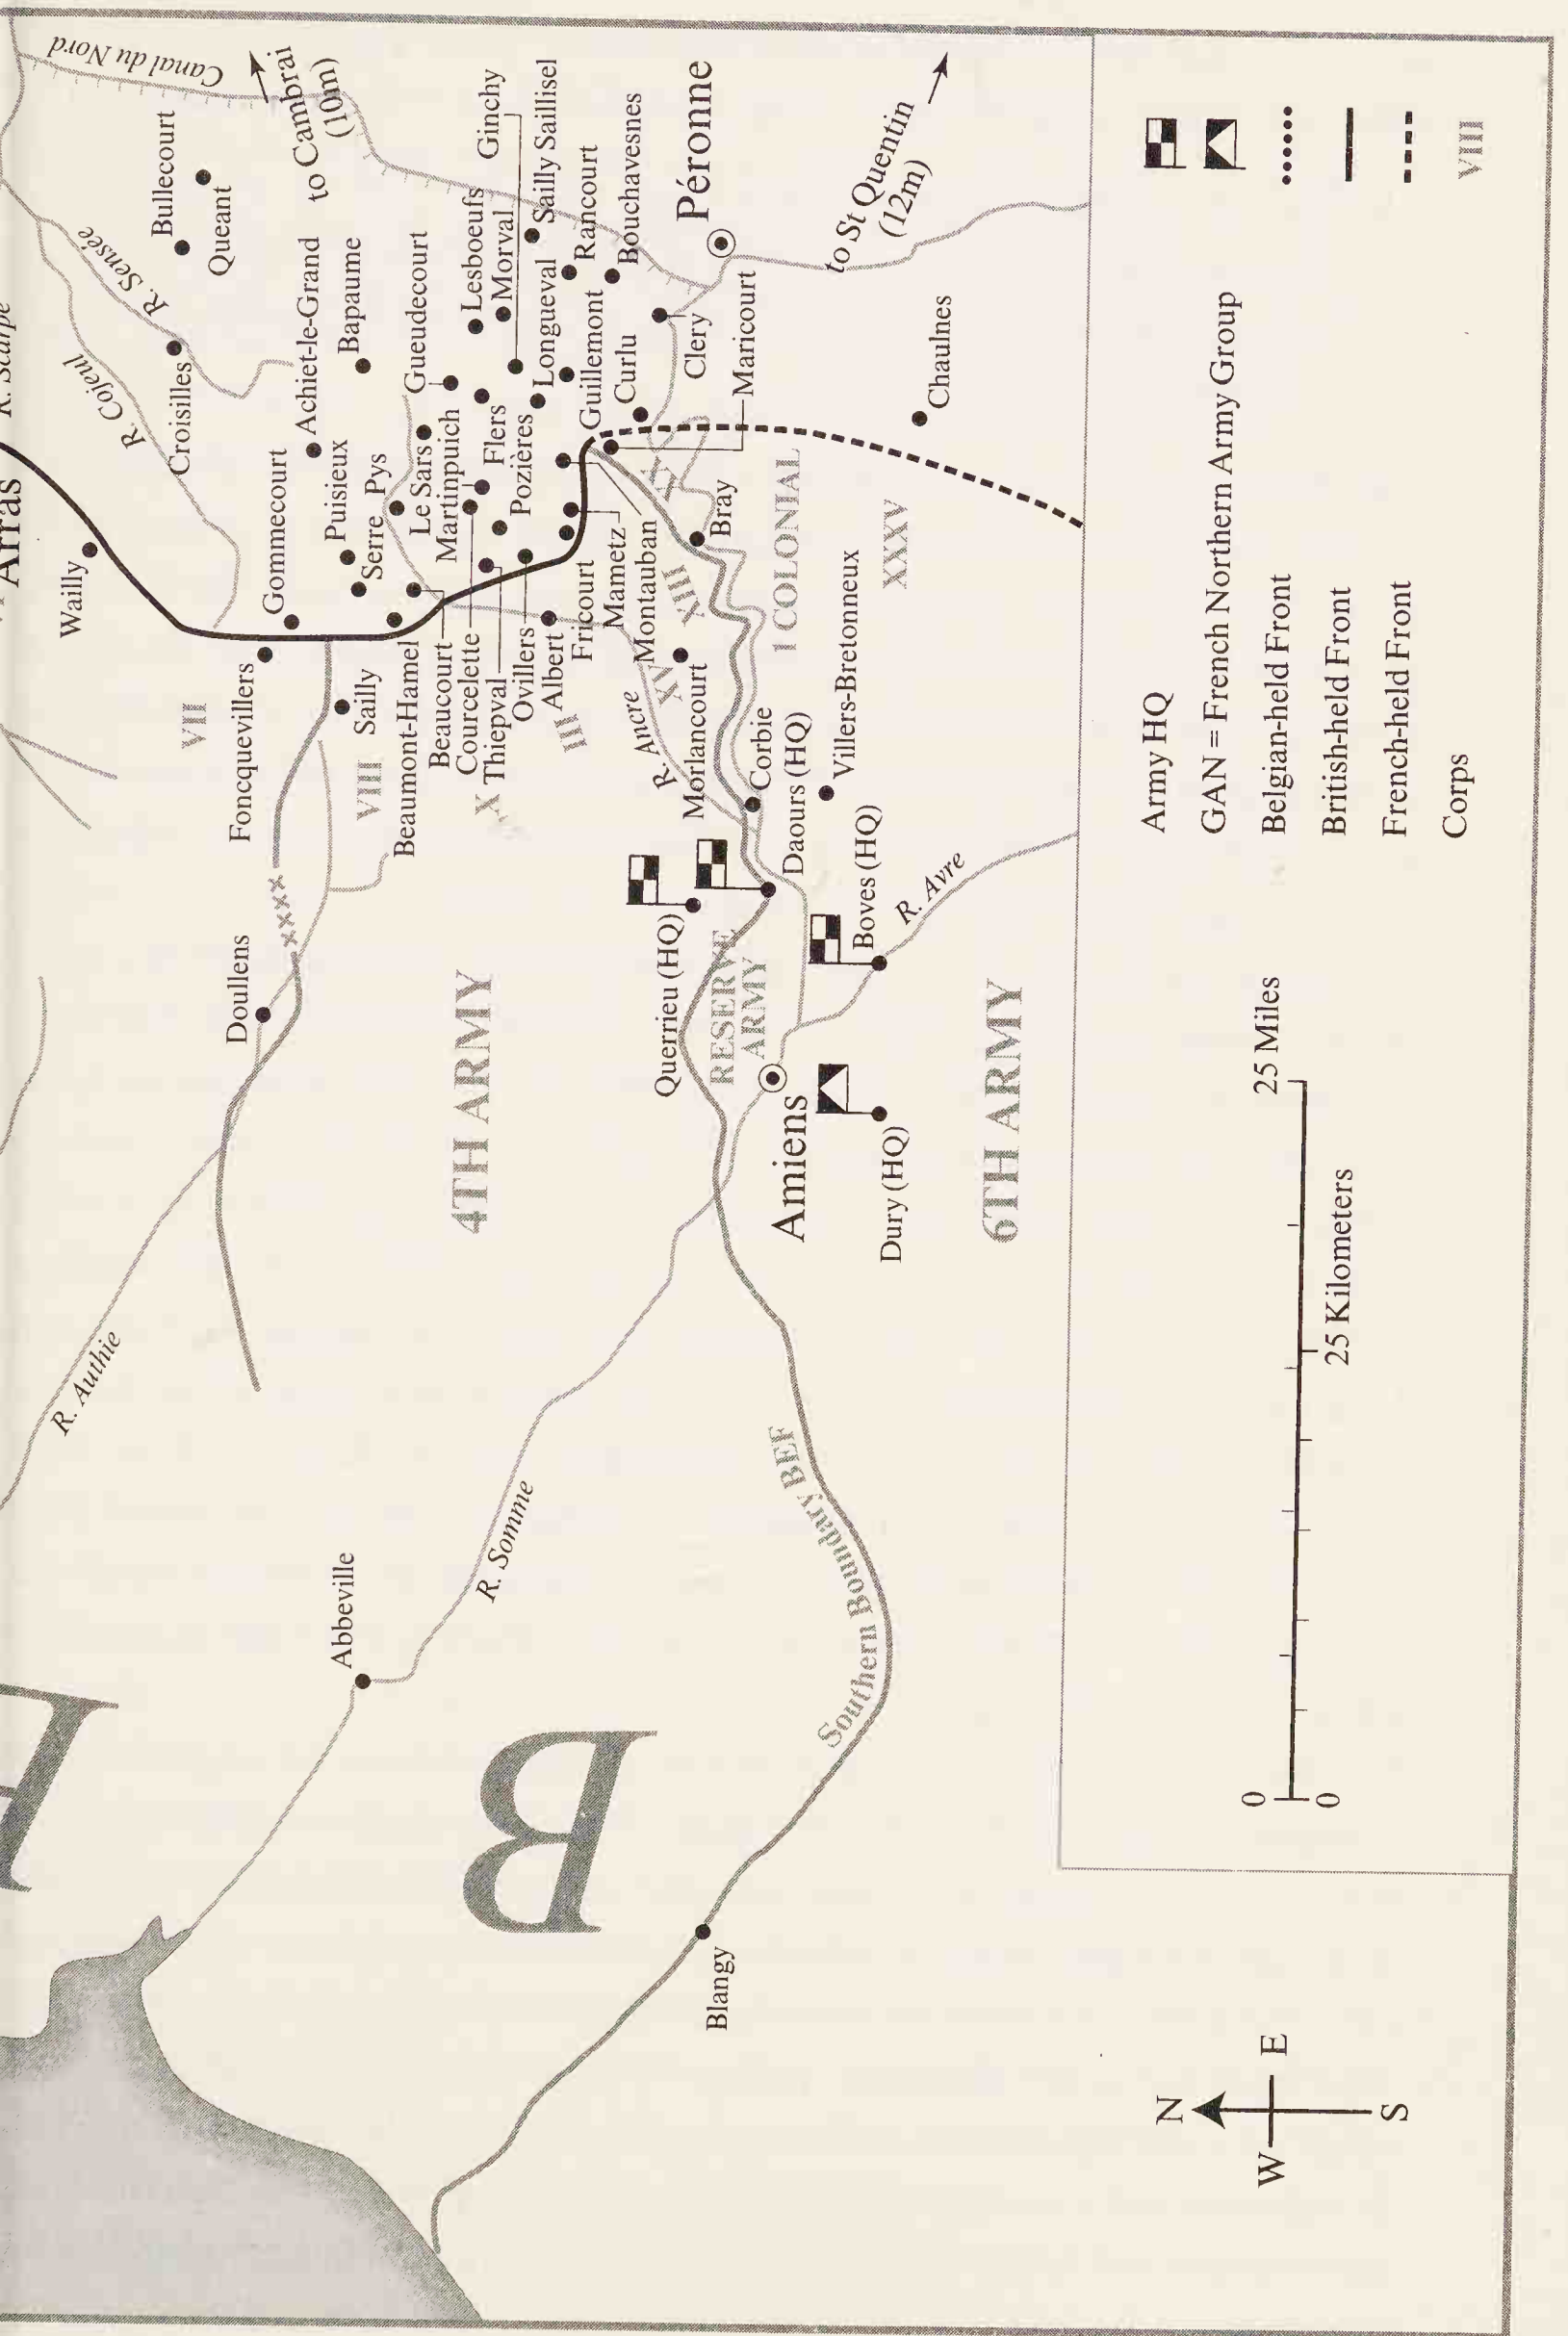 R. Scarpe
Arras
Canal du Nord
to Cambrai
(10m)
R. Sensée
R. Cojeul
Bullecourt
Queant
Croisilles
Wailly
Achiet-le-Grand
Bapaume
Gommecourt
Puisieux
Serre
Pys
Le Sars
Gueudecourt
Martinpuich
Flers
Lesboeufs
Morval
Ginchy
Sailly Saillisel
Rancourt
Bouchavesnes
Longueval
Guillemont
Pozières
Curlu
Clery
Maricourt
Péronne
to St Quentin
(12m)
Chaulnes
Foncquevillers
Sailly
VII
VIII
Beaumont-Hamel
Beaucourt
Courcelette
X
Thiepval
Ovillers
Albert
III
Fricourt
Mametz
Montauban
XV
XIII
XX
Bray
1 COLONIAL
XXXV
R. Ancre
Morlancourt
Corbie
Daours (HQ)
Villers-Bretonneux
Boves (HQ)
R. Avre
Doullens
xxxx
4TH ARMY
Querrieu (HQ)
RESERVE
ARMY
Amiens
Dury (HQ)
6TH ARMY
R. Authie
R. Somme
Abbeville
Southern Boundary BEF
B
Blangy
N
W
E
S
0
25 Miles
0
25 Kilometers
Army HQ
GAN = French Northern Army Group
Belgian-held Front
British-held Front
French-held Front
Corps
VIII